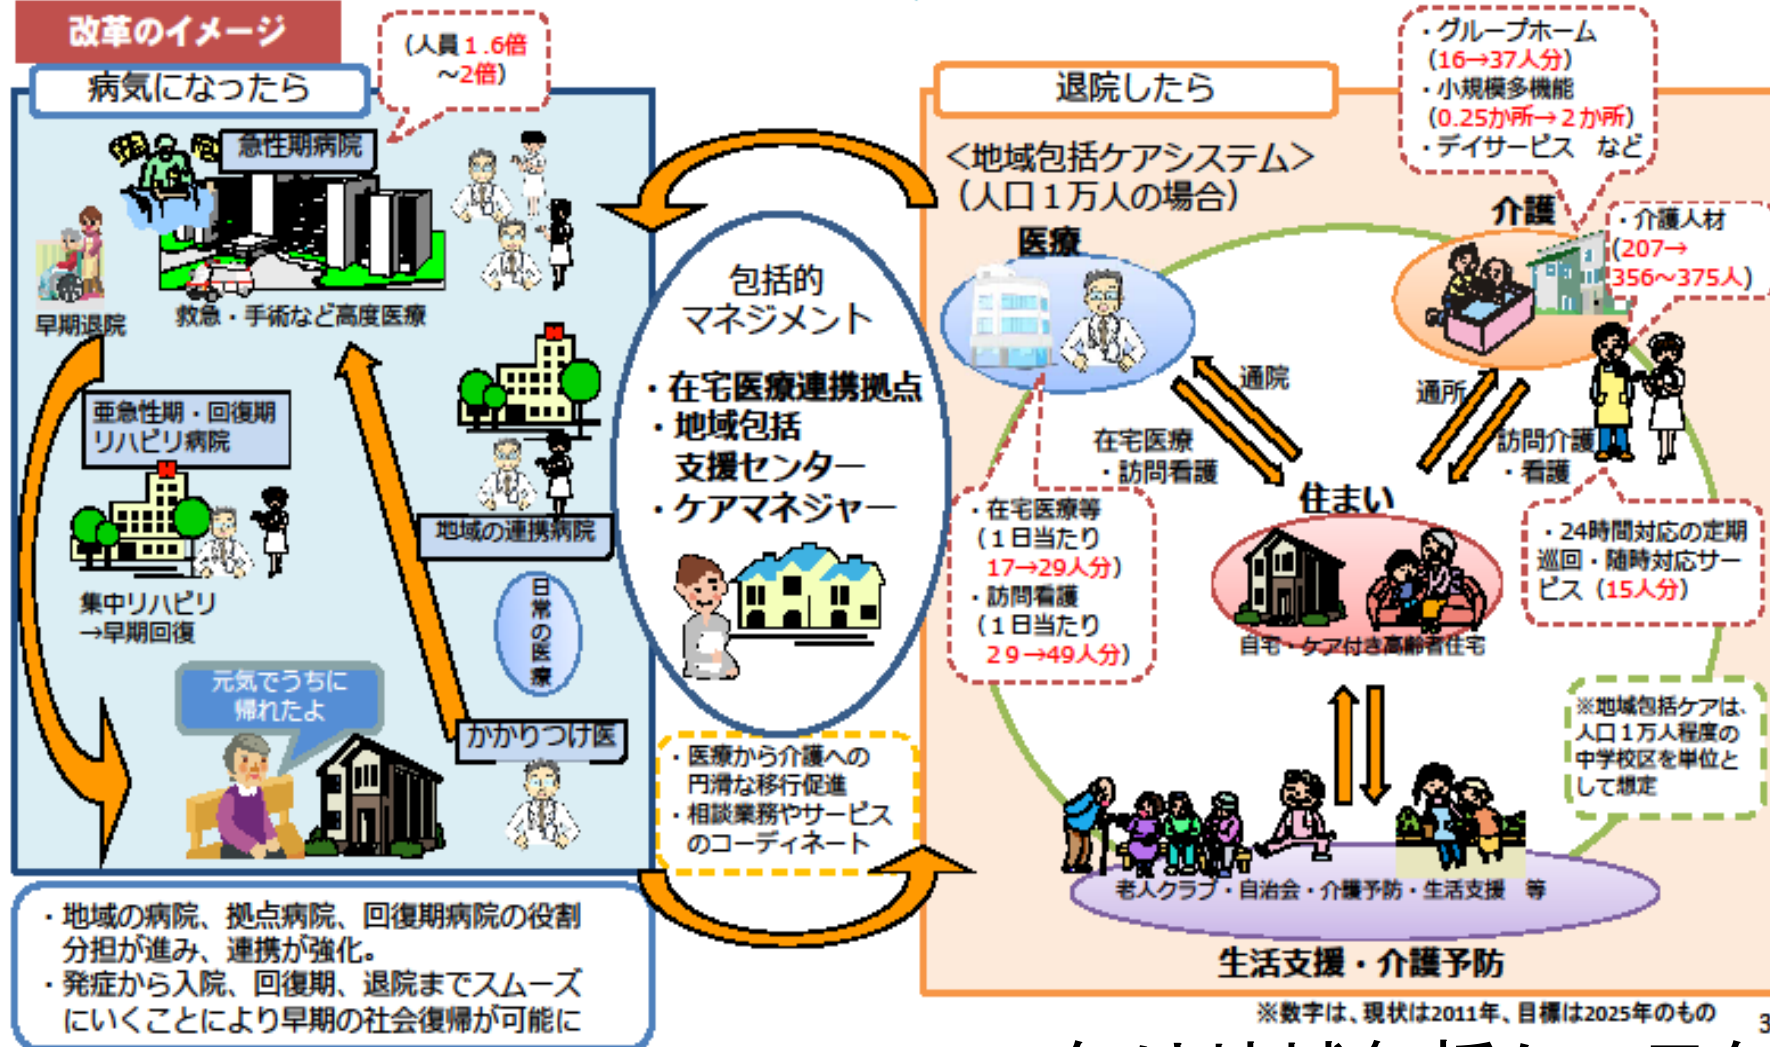 改革のイメージ
病気になったら
(人員1.6倍
～2倍)
急性期病院
早期退院
救急・手術など高度医療
亜急性期・回復期
リハビリ病院
集中リハビリ
→早期回復
地域の連携病院
日常の医療
元気でうちに
帰れたよ
かかりつけ医
・地域の病院、拠点病院、回復期病院の役割
分担が進み、連携が強化。
・発症から入院、回復期、退院までスムーズ
にいくことにより早期の社会復帰が可能に
包括的
マネジメント
・在宅医療連携拠点
・地域包括
支援センター
・ケアマネジャー
・医療から介護への
円滑な移行促進
・相談業務やサービス
のコーディネート
退院したら
＜地域包括ケアシステム＞
(人口1万人の場合)
・グループホーム
(16→37人分)
・小規模多機能
(0.25か所→2か所)
・デイサービス など
医療
介護
・介護人材
(207→
356～375人)
通院
在宅医療
・訪問看護
通所
訪問介護
・看護
・在宅医療等
(1日当たり
17→29人分)
・訪問看護
(1日当たり
29→49人分)
住まい
自宅・ケア付き高齢者住宅
・24時間対応の定期
巡回・随時対応サー
ビス (15人分)
※地域包括ケアは、
人口1万人程度の
中学校区を単位と
して想定
老人クラブ・自治会・介護予防・生活支援 等
生活支援・介護予防
※数字は、現状は2011年、目標は2025年のもの
3